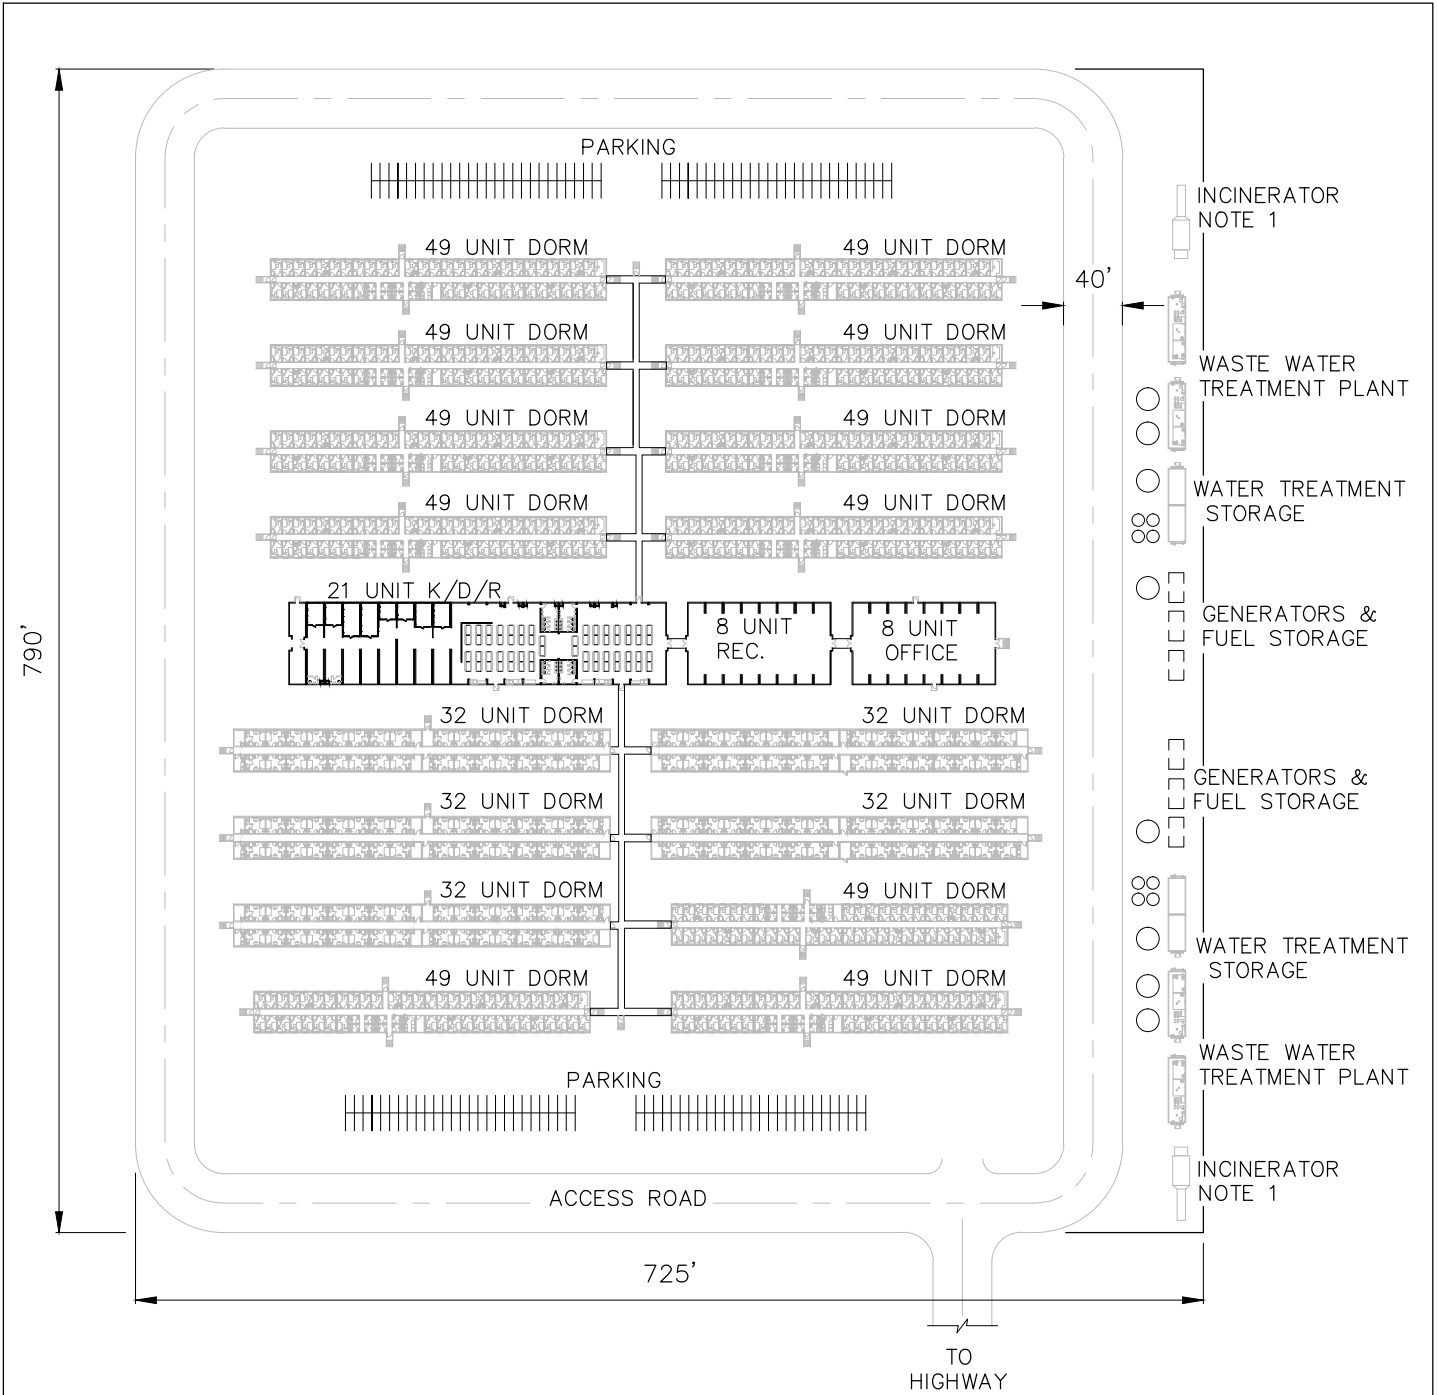 PARKING
INCINERATOR
NOTE 1
49 UNIT DORM
49 UNIT DORM
40'
49 UNIT DORM
49 UNIT DORM
WASTE WATER
TREATMENT PLANT
49 UNIT DORM
49 UNIT DORM
WATER TREATMENT
STORAGE
49 UNIT DORM
49 UNIT DORM
21 UNIT K/D/R
8 UNIT
REC.
8 UNIT
OFFICE
GENERATORS &
FUEL STORAGE
790'
32 UNIT DORM
32 UNIT DORM
GENERATORS &
FUEL STORAGE
32 UNIT DORM
32 UNIT DORM
32 UNIT DORM
49 UNIT DORM
WATER TREATMENT
STORAGE
49 UNIT DORM
49 UNIT DORM
WASTE WATER
TREATMENT PLANT
PARKING
INCINERATOR
NOTE 1
ACCESS ROAD
725'
TO
HIGHWAY